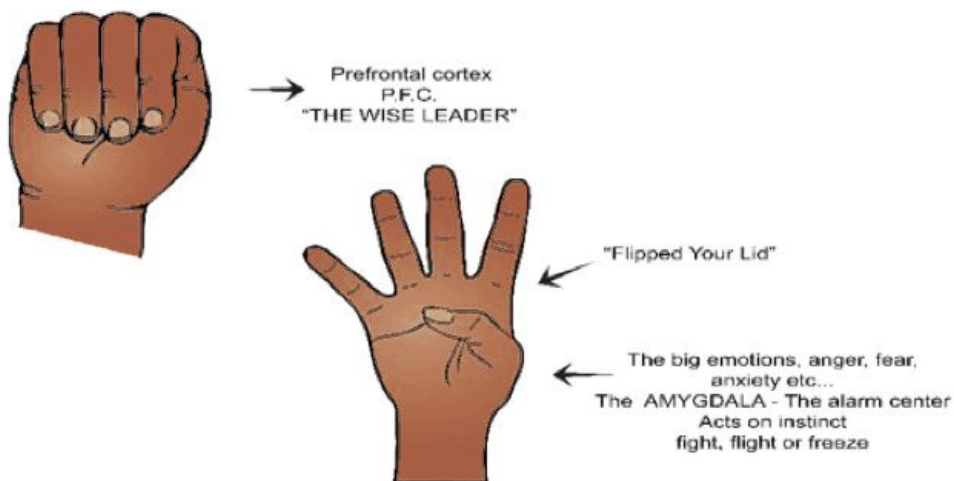 Prefrontal cortex
P.F.C.
"THE WISE LEADER"
"Flipped Your Lid"
The big emotions, anger, fear,
anxiety etc...
The AMYGDALA - The alarm center
Acts on instinct
fight, flight or freeze